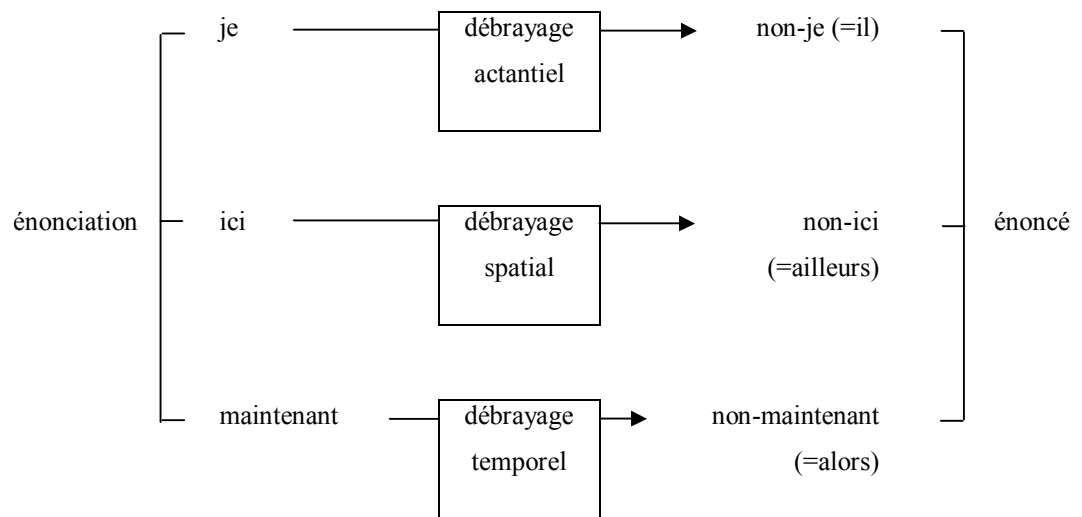 je débrayage non-je (=il)
actantiel
énonciation ici débrayage non-ici énoncé
spatial (=ailleurs)
maintenant débrayage non-maintenant
temporel (=alors)